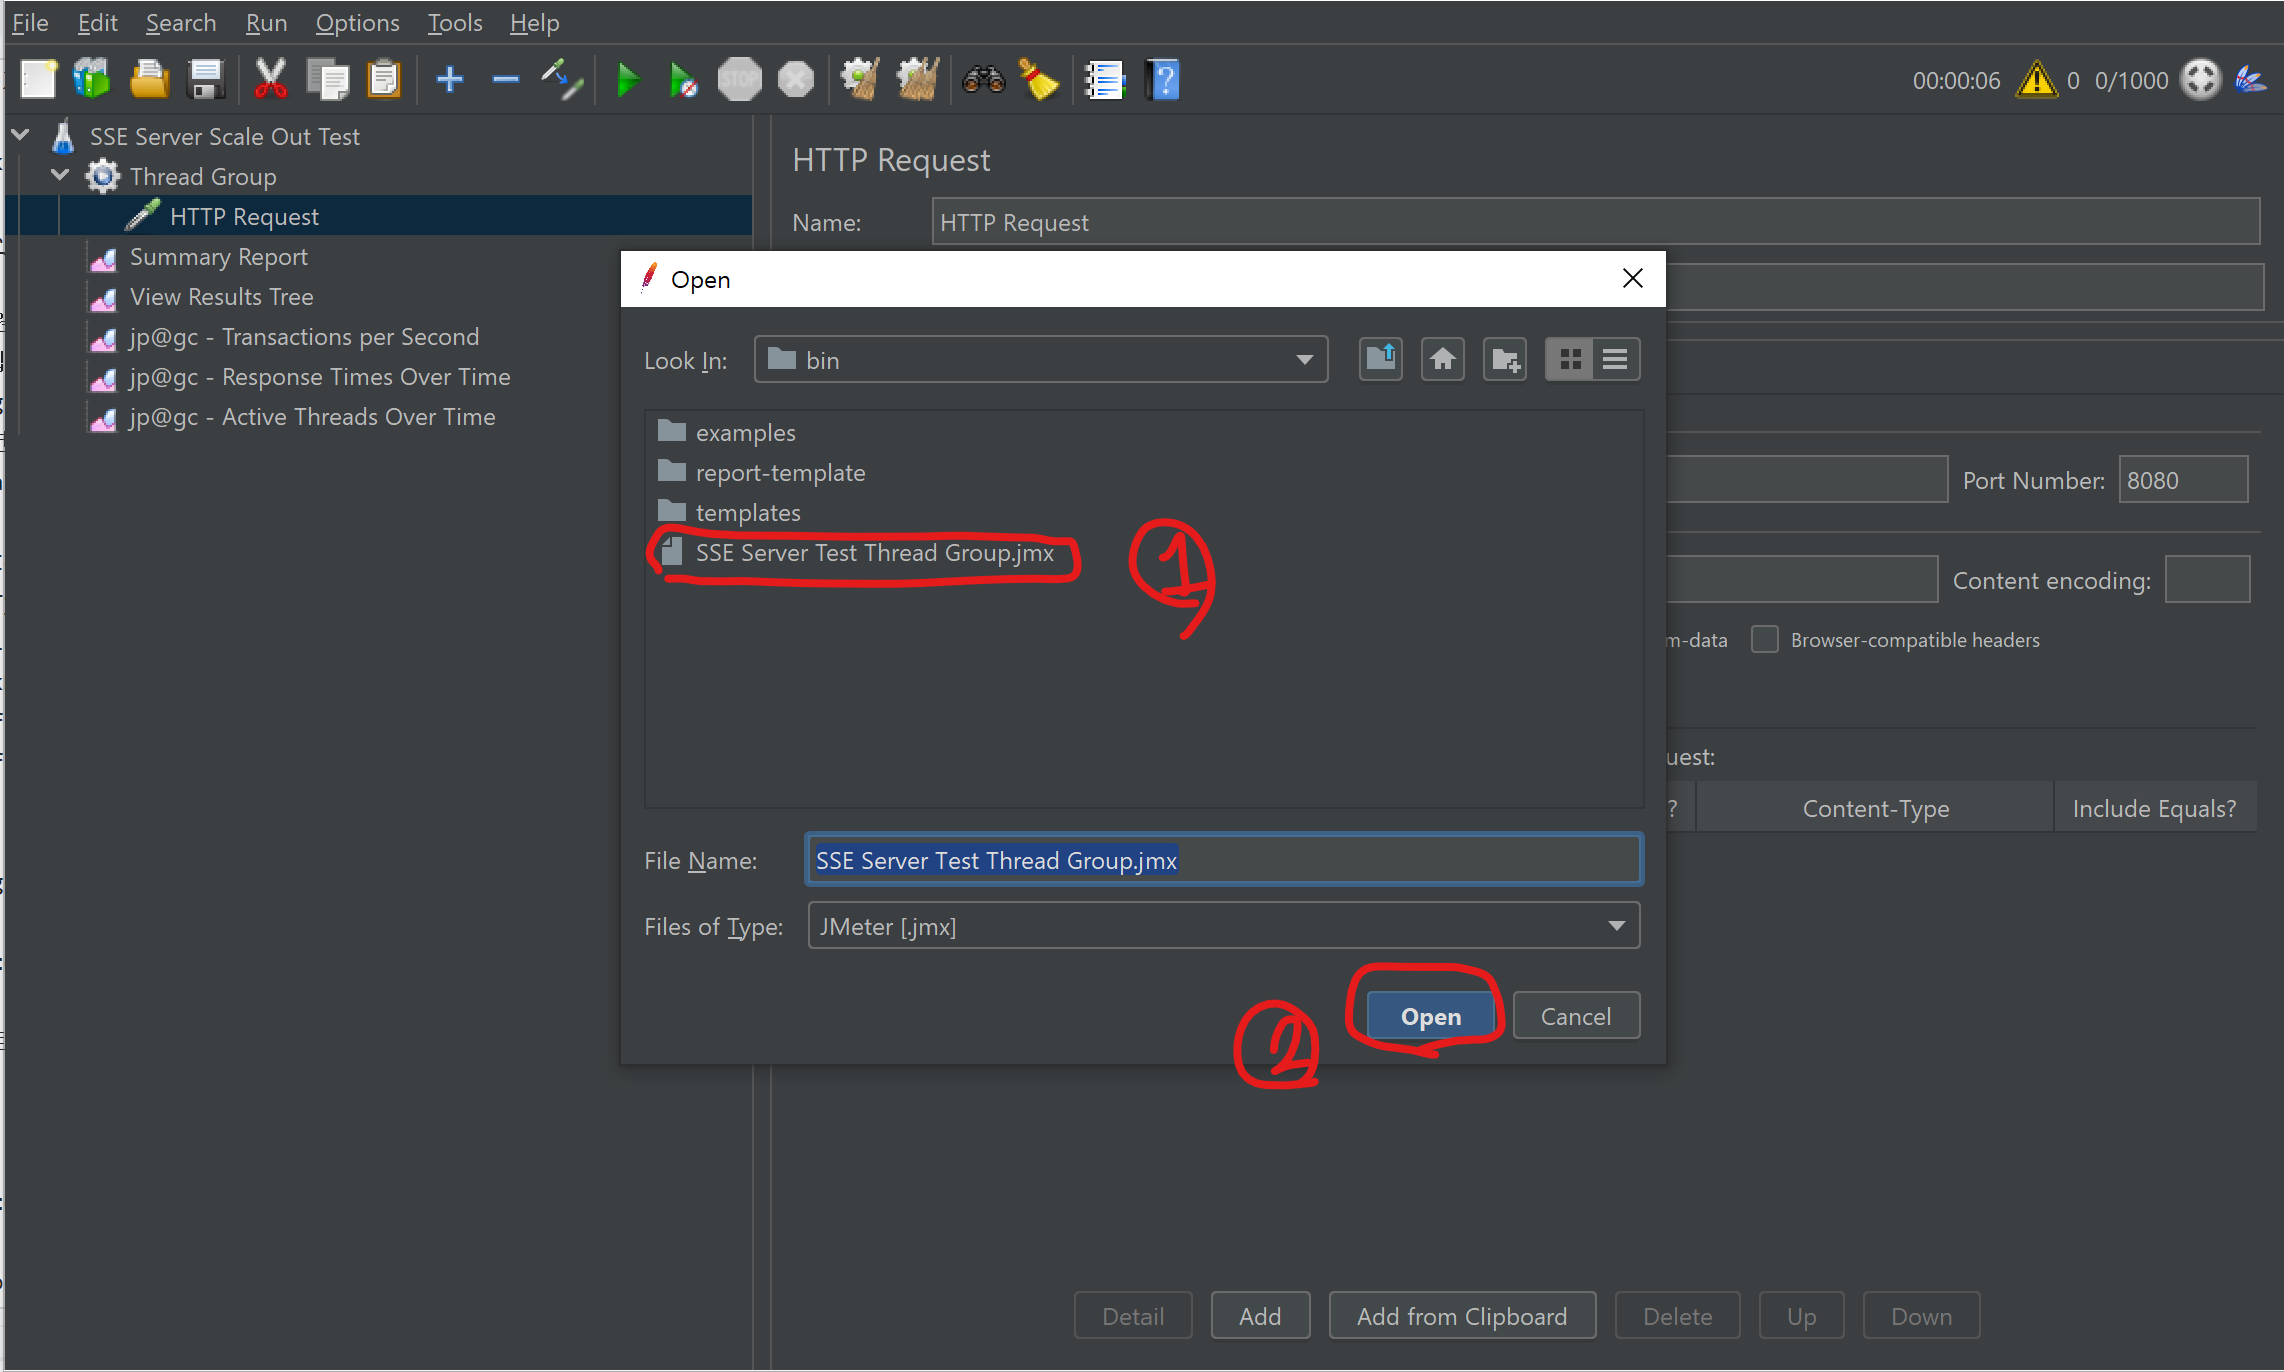 File Edit Search Run Options Tools Help
STOP
00:00:06 0 0/1000
SSE Server Scale Out Test
Thread Group
HTTP Request
Summary Report
View Results Tree
jp@gc - Transactions per Second
jp@gc - Response Times Over Time
jp@gc - Active Threads Over Time
HTTP Request
Name: HTTP Request
Open
Look In: bin
examples
report-template
templates
SSE Server Test Thread Group.jmx
1
File Name: SSE Server Test Thread Group.jmx
Files of Type: JMeter [.jmx]
2
Open Cancel
Port Number: 8080
Content encoding:
m-data Browser-compatible headers
uest:
? Content-Type Include Equals?
Detail Add Add from Clipboard Delete Up Down